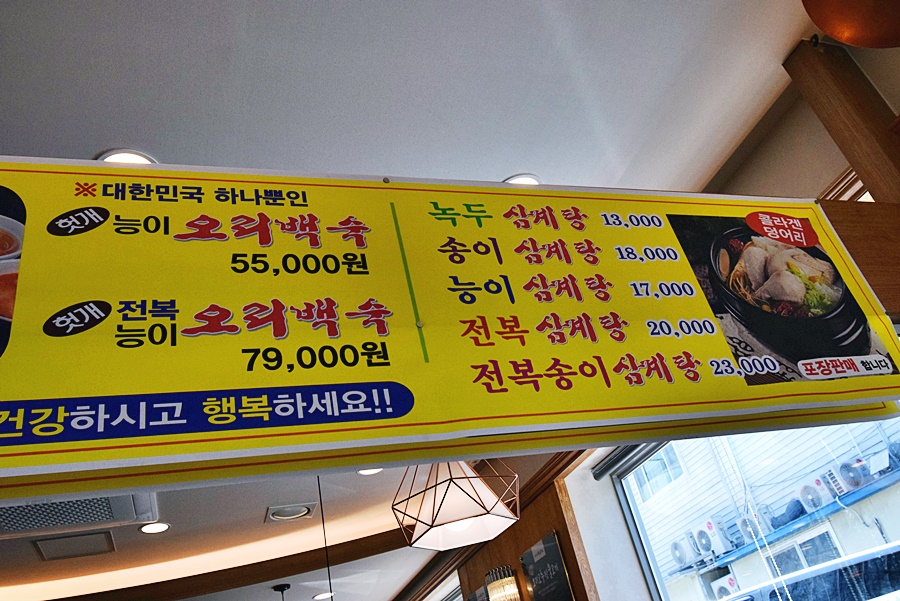 ※대한민국 하나뿐인
헛개 능이 오리백숙
55,000원
헛개 전복 능이 오리백숙
79,000원
건강하시고 행복하세요!!
녹두 삼계탕 13,000
송이 삼계탕 18,000
능이 삼계탕 17,000
전복 삼계탕 20,000
전복송이삼계탕 23,000
콜라겐
덩어리
포장판매 합니다